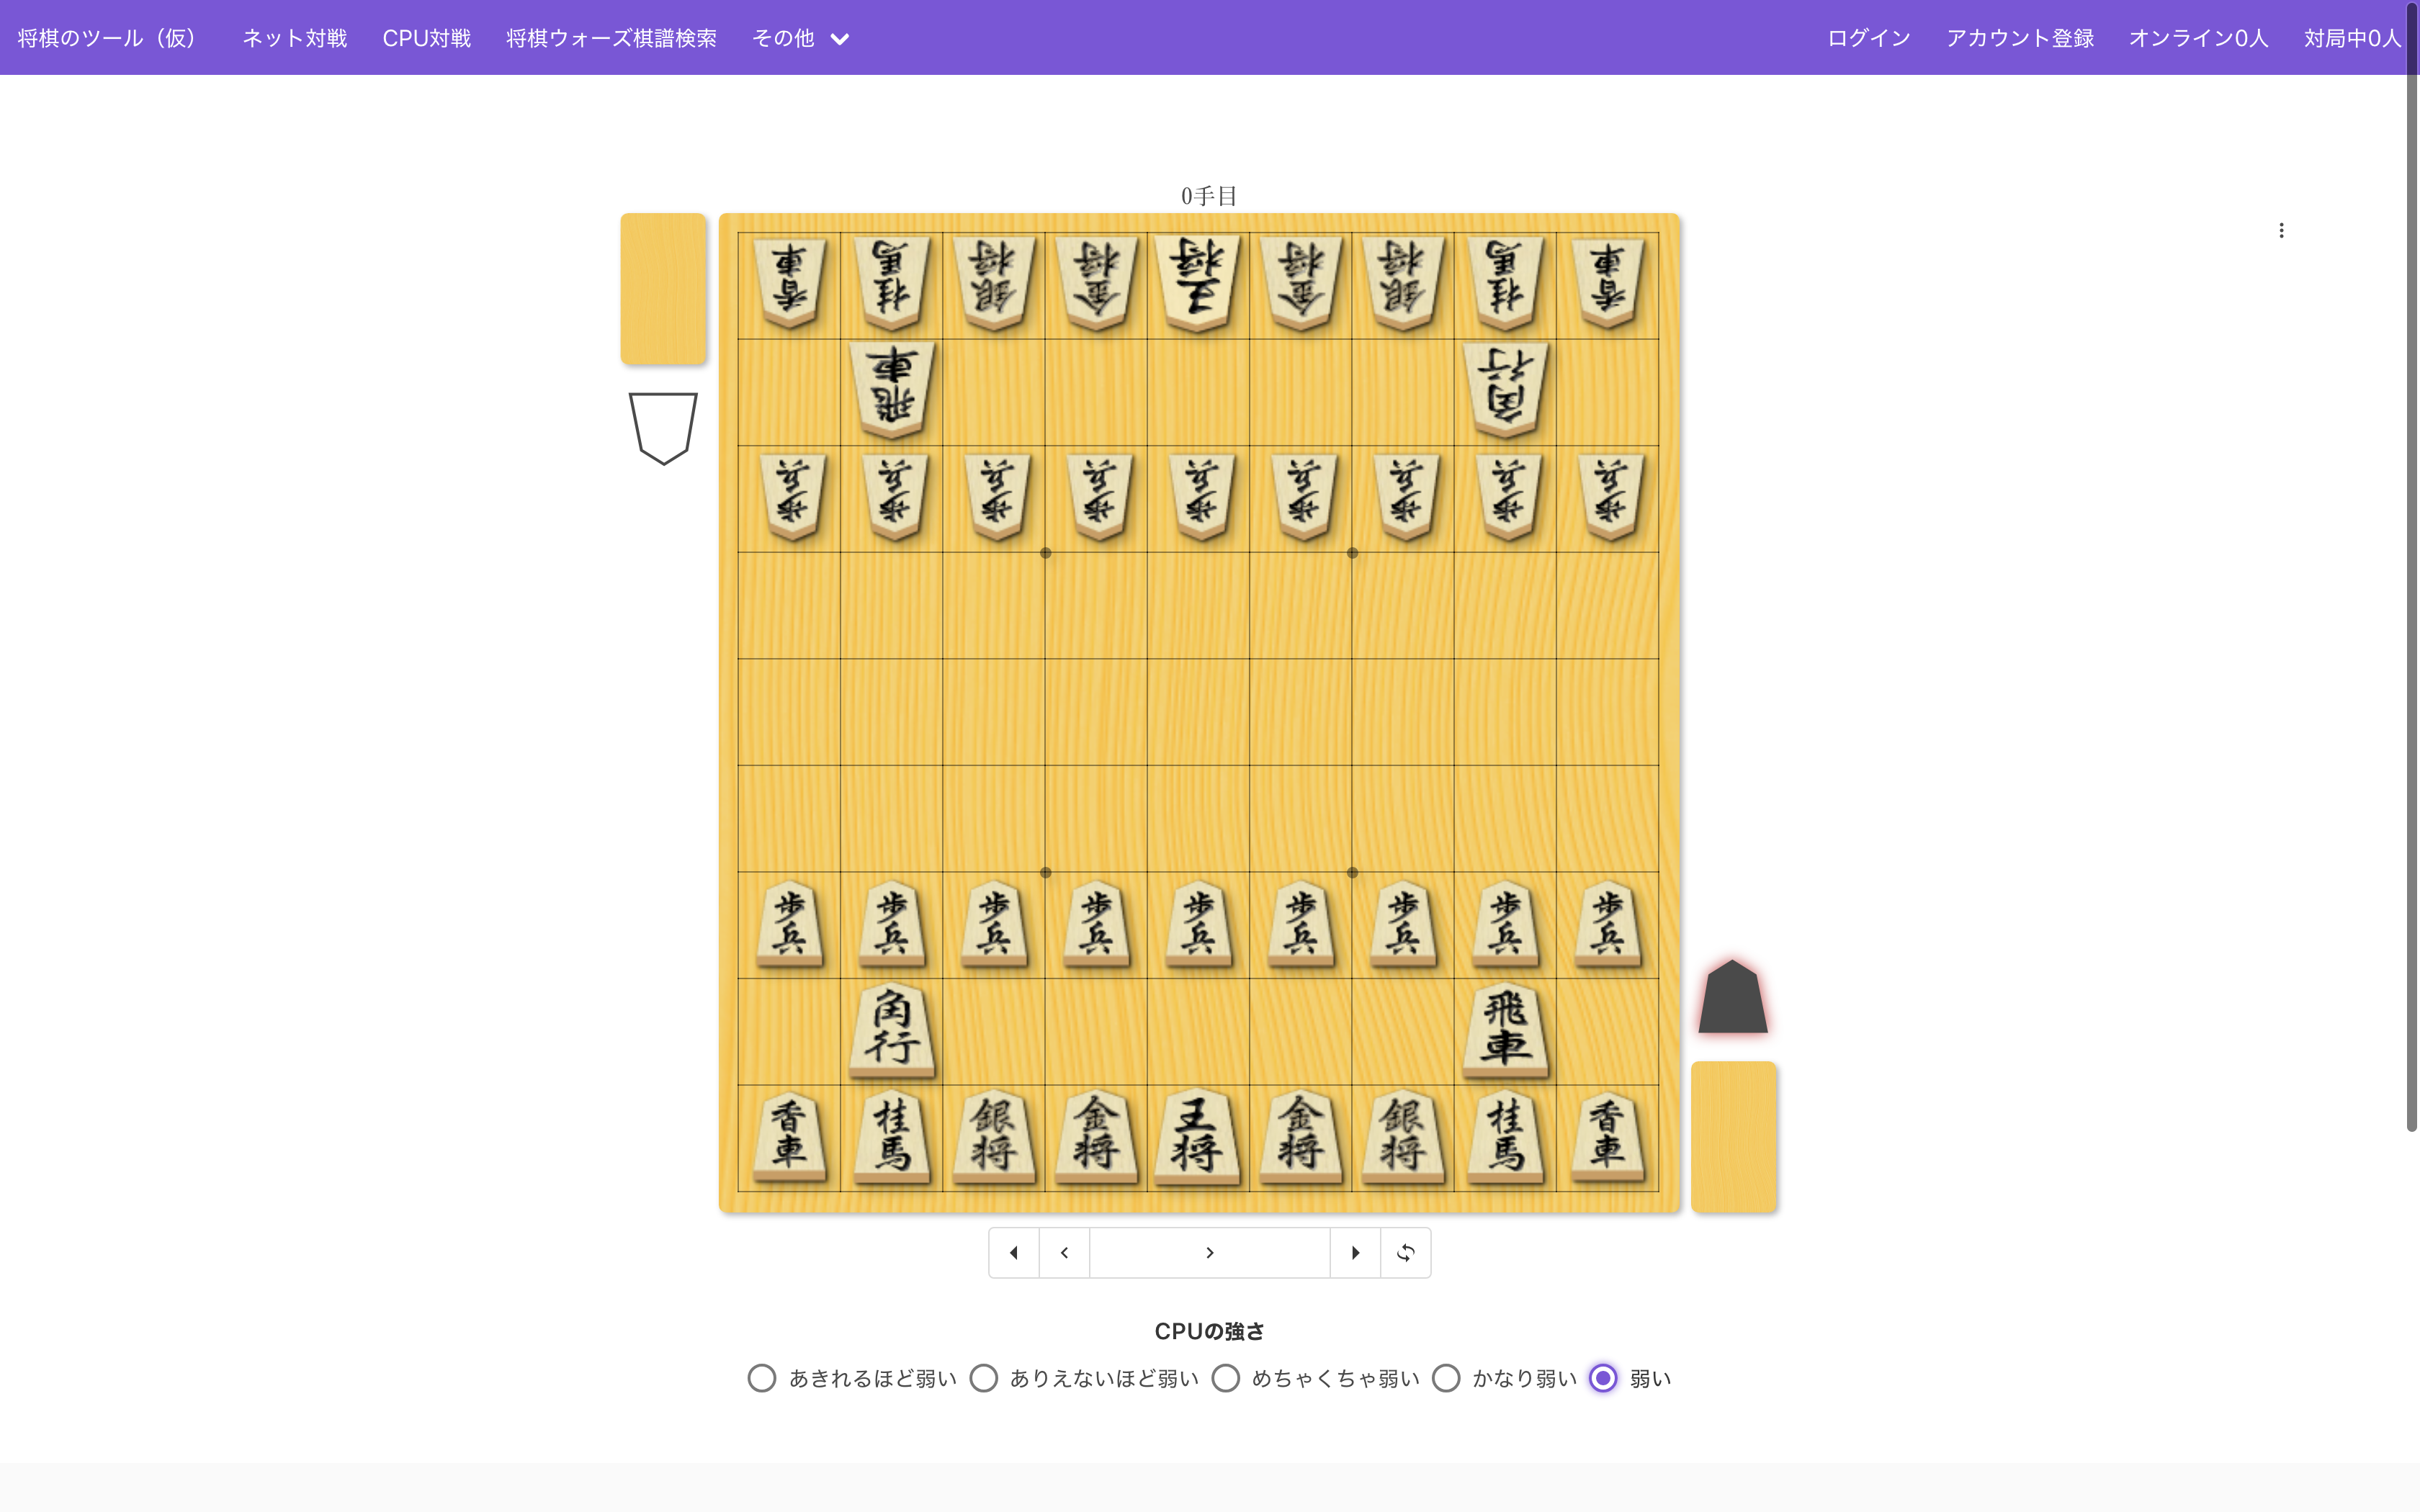 将棋のツール（仮） ネット対戦 CPU対戦 将棋ウォーズ棋譜検索 その他 ログイン アカウント登録 オンライン0人 対局中0人
0手目
香車 桂馬 銀将 金将 王将 金将 銀将 桂馬 香車
飛車 角行
歩兵 歩兵 歩兵 歩兵 歩兵 歩兵 歩兵 歩兵 歩兵
歩兵 歩兵 歩兵 歩兵 歩兵 歩兵 歩兵 歩兵 歩兵
角行 飛車
香車 桂馬 銀将 金将 王将 金将 銀将 桂馬 香車
CPUの強さ
あきれるほど弱い ありえないほど弱い めちゃくちゃ弱い かなり弱い 弱い